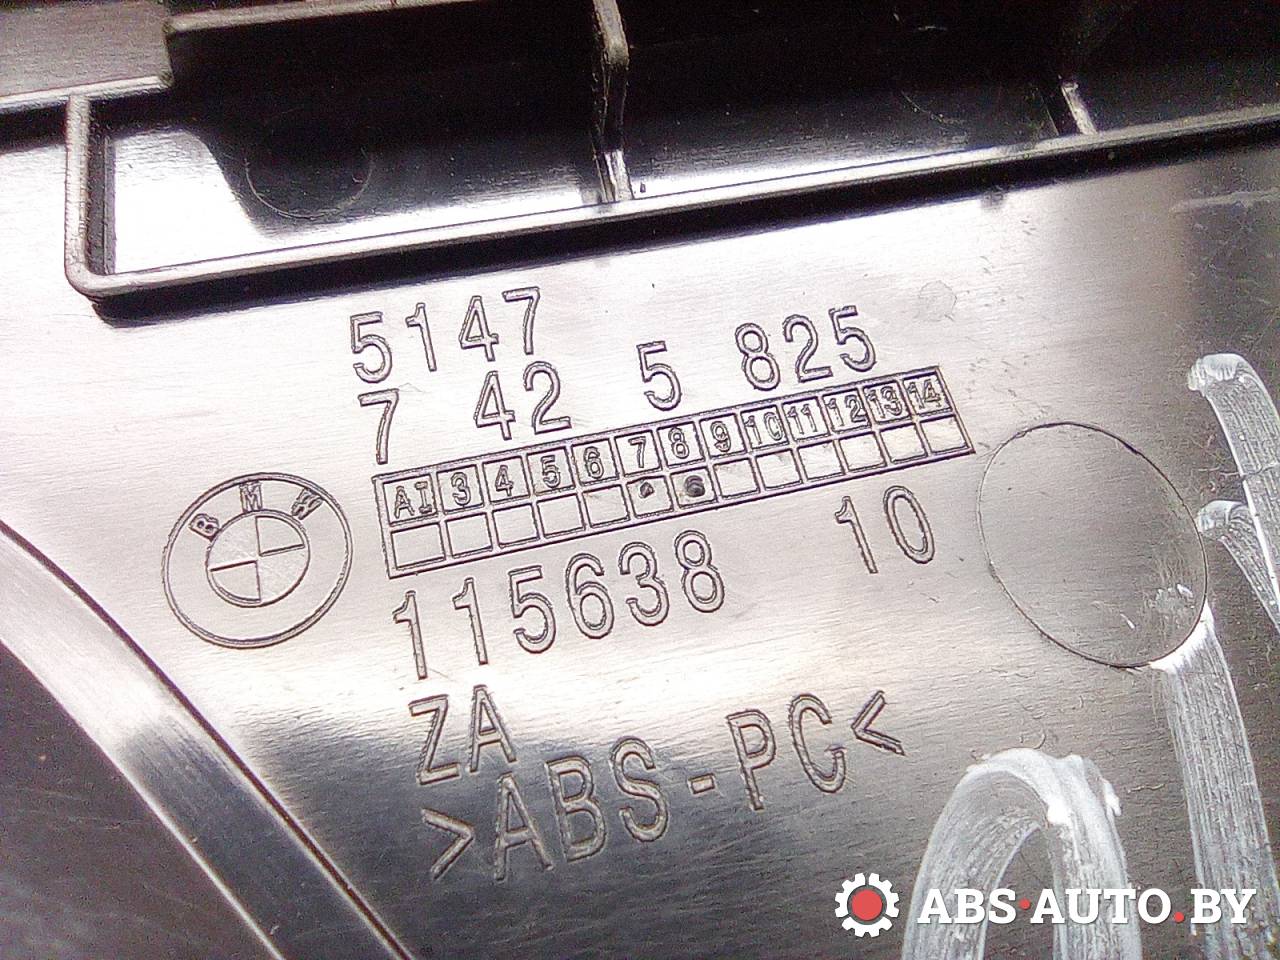 5147
7 42 5 825
AI 3 4 5 6 7 8 9 10 11 12 13 14
BMW
115638 10
ZA
>ABS-PC<
ABS·AUTO.BY